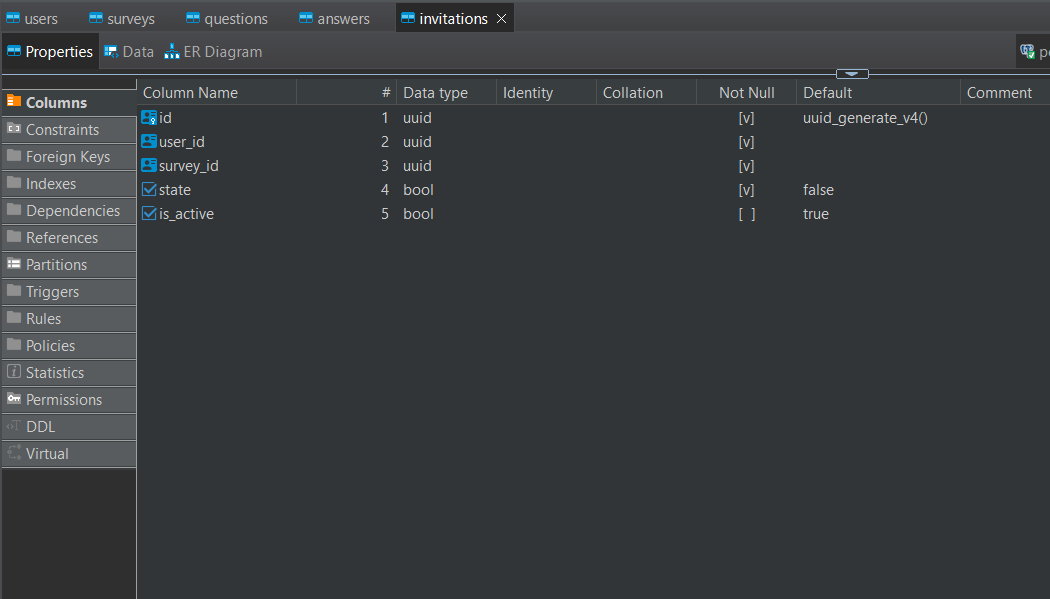 users surveys questions answers invitations
Properties Data ER Diagram
Column Name # Data type Identity Collation Not Null Default Comment
Columns
Constraints
Foreign Keys
Indexes
Dependencies
References
Partitions
Triggers
Rules
Policies
Statistics
Permissions
DDL
Virtual
id 1 uuid [v] uuid_generate_v4()
user_id 2 uuid [v]
survey_id 3 uuid [v]
state 4 bool [v] false
is_active 5 bool [ ] true